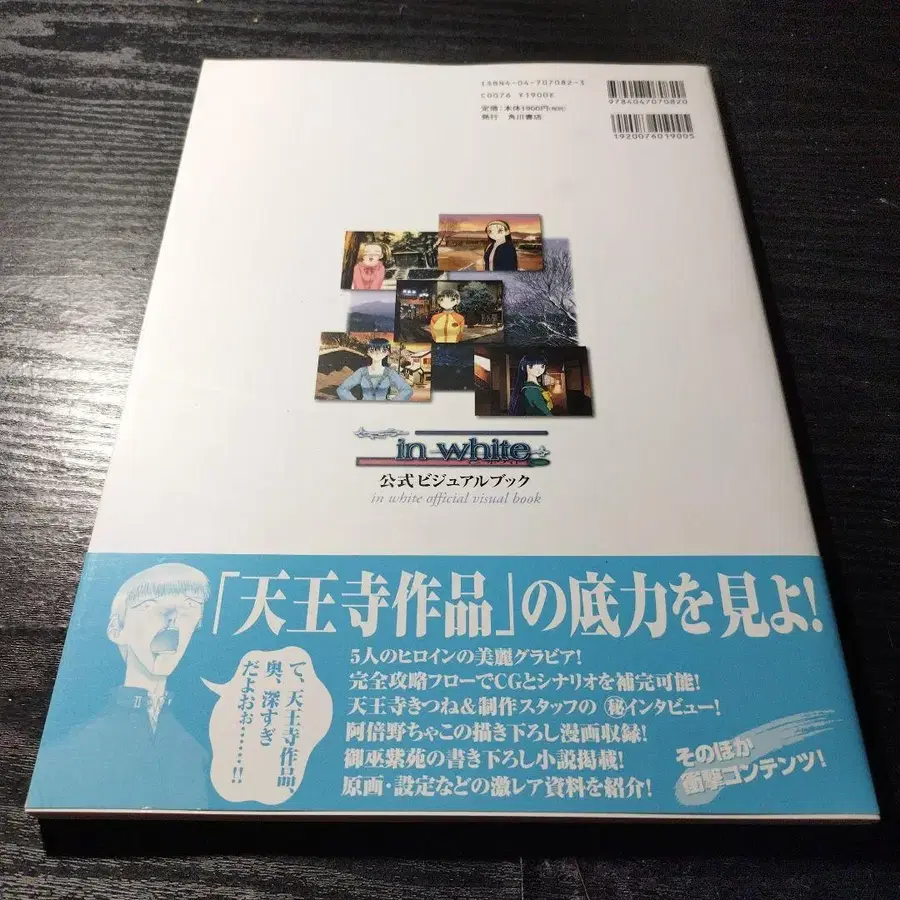 ISBN4-04-707082-1
C0076 ¥1900E
定価:本体1900円(税別)
発行 角川書店
9784047070820
1920076019005
in white
公式ビジュアルブック
in white official visual book
「天王寺作品」の底力を見よ!
て、天王寺作品、
奥、深すぎ
だよおぉ……!!
5人のヒロインの美麗グラビア!
完全攻略フローでCGとシナリオを補完可能!
天王寺きつね&制作スタッフの㊙インタビュー!
阿倍野ちゃこの描き下ろし漫画収録!
御巫紫苑の書き下ろし小説掲載!
原画・設定などの激レア資料を紹介!
そのほか
衝撃コンテンツ!